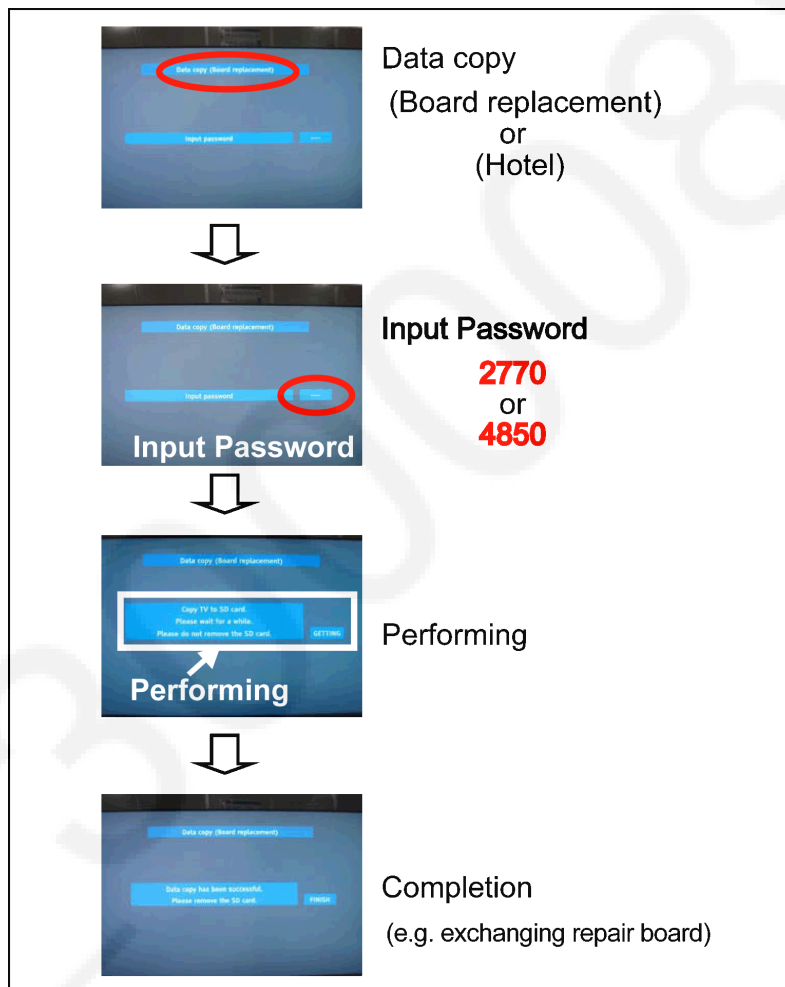 Data copy (Board replacement)
Input password
----
Data copy
(Board replacement)
or
(Hotel)
Data copy (Board replacement)
Input password
----
Input Password
Input Password
2770
or
4850
Data copy (Board replacement)
Copy TV to SD card.
Please wait for a while.
Please do not remove the SD card.
GETTING
Performing
Performing
Data copy (Board replacement)
Data copy has been successful.
Please remove the SD card.
FINISH
Completion
(e.g. exchanging repair board)